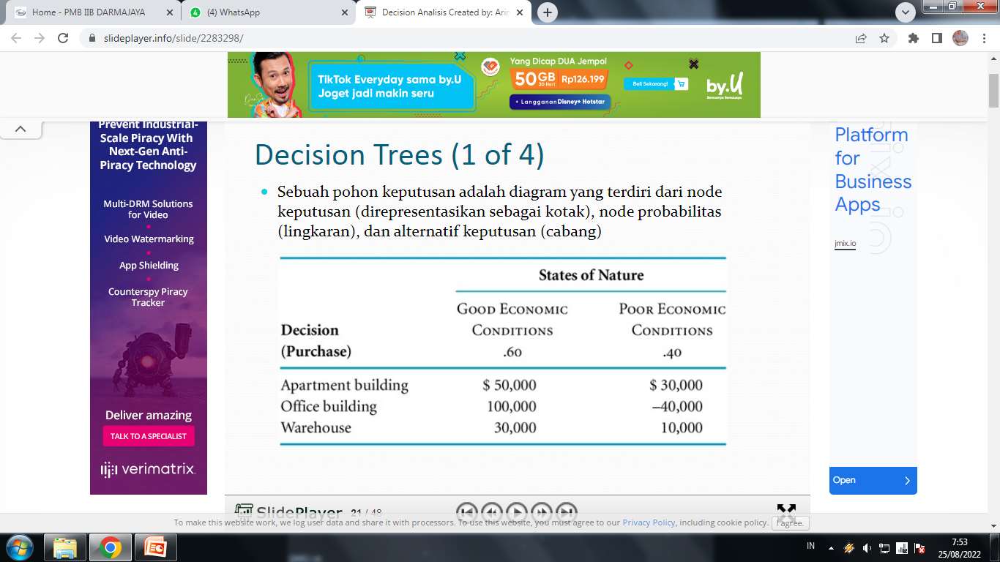 Home - PMB IIB DARMAJAYA
(4) WhatsApp
Decision Analisis Created by: Arin
slideplayer.info/slide/2283298/
TikTok Everyday sama by.U
Joget jadi makin seru
Yang Dicap DUA Jempol
50GB 30 Hari Rp126.199
• Langganan Disney+ Hotstar
Beli Sekarang!
by.U
Semuanya Semaunya.
Prevent Industrial-
Scale Piracy With
Next-Gen Anti-
Piracy Technology
Multi-DRM Solutions
for Video
Video Watermarking
App Shielding
Counterspy Piracy
Tracker
Deliver amazing
TALK TO A SPECIALIST
verimatrix.
Decision Trees (1 of 4)
• Sebuah pohon keputusan adalah diagram yang terdiri dari node
keputusan (direpresentasikan sebagai kotak), node probabilitas
(lingkaran), dan alternatif keputusan (cabang)
States of Nature
Good Economic Poor Economic
Decision Conditions Conditions
(Purchase) .60 .40
Apartment building $ 50,000 $ 30,000
Office building 100,000 –40,000
Warehouse 30,000 10,000
Platform
for
Business
Apps
jmix.io
Open
SlidePlayer 21 / 48
To make this website work, we log user data and share it with processors. To use this website, you must agree to our Privacy Policy, including cookie policy. I agree.
IN
7:53
25/08/2022